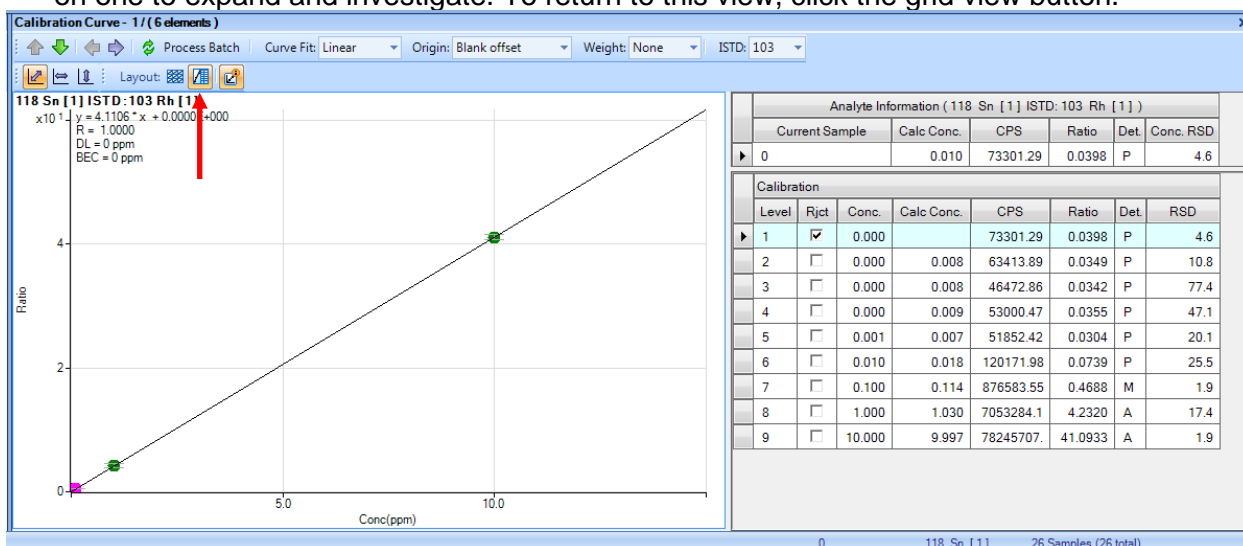 on one to expand and investigate. To return to this view, click the grid view button.
Calibration Curve - 1 / ( 6 elements )
Process Batch Curve Fit: Linear Origin: Blank offset Weight: None ISTD: 103
Layout:
118 Sn [ 1 ] ISTD:103 Rh [ 1 ]
x10 1
y = 4.1106 * x + 0.0000E+000
R = 1.0000
DL = 0 ppm
BEC = 0 ppm
4
2
0
Ratio
5.0 10.0
Conc(ppm)
Analyte Information ( 118 Sn [ 1 ] ISTD: 103 Rh [ 1 ] )
Current Sample Calc Conc. CPS Ratio Det. Conc. RSD
0 0.010 73301.29 0.0398 P 4.6
Calibration
Level Rjct Conc. Calc Conc. CPS Ratio Det. RSD
1 0.000 73301.29 0.0398 P 4.6
2 0.000 0.008 63413.89 0.0349 P 10.8
3 0.000 0.008 46472.86 0.0342 P 77.4
4 0.000 0.009 53000.47 0.0355 P 47.1
5 0.001 0.007 51852.42 0.0304 P 20.1
6 0.010 0.018 120171.98 0.0739 P 25.5
7 0.100 0.114 876583.55 0.4688 M 1.9
8 1.000 1.030 7053284.1 4.2320 A 17.4
9 10.000 9.997 78245707. 41.0933 A 1.9
0 118 Sn [ 1 ] 26 Samples (26 total)